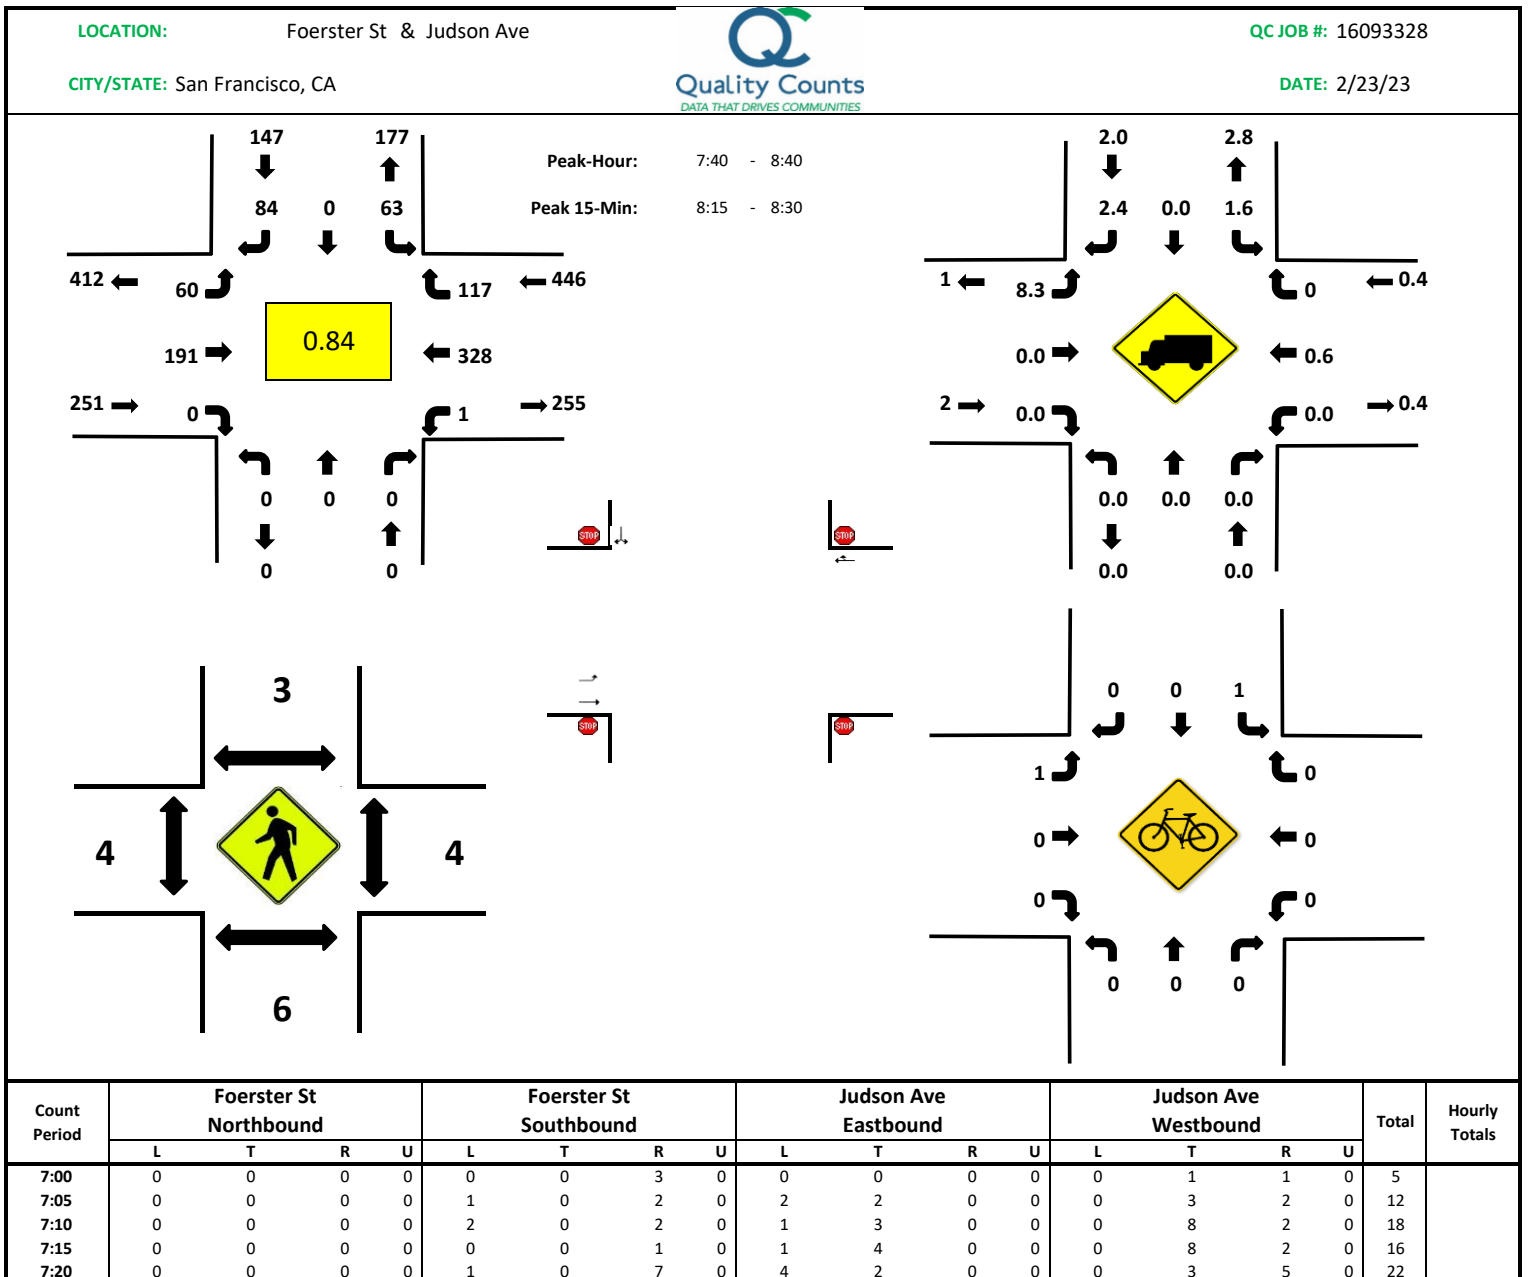 LOCATION: Foerster St & Judson Ave QC JOB #: 16093328
CITY/STATE: San Francisco, CA DATE: 2/23/23
Quality Counts
DATA THAT DRIVES COMMUNITIES
147 177
Peak-Hour: 7:40 - 8:40
84 0 63
Peak 15-Min: 8:15 - 8:30
412 60 117 446
0.84
191 328
251 0 1 255
0 0 0
0 0
2.0 2.8
2.4 0.0 1.6
1 8.3 0 0.4
0.0 0.6
2 0.0 0.0 0.4
0.0 0.0 0.0
0.0 0.0
STOP STOP
STOP STOP
3
4 4
6
0 0 1
1 0
0 0
0 0
0 0 0
Count Period Foerster St Northbound Foerster St Southbound Judson Ave Eastbound Judson Ave Westbound Total Hourly Totals
L T R U L T R U L T R U L T R U
7:00 0 0 0 0 0 0 3 0 0 0 0 0 0 1 1 0 5
7:05 0 0 0 0 1 0 2 0 2 2 0 0 0 3 2 0 12
7:10 0 0 0 0 2 0 2 0 1 3 0 0 0 8 2 0 18
7:15 0 0 0 0 0 0 1 0 1 4 0 0 0 8 2 0 16
7:20 0 0 0 0 1 0 7 0 4 2 0 0 0 3 5 0 22